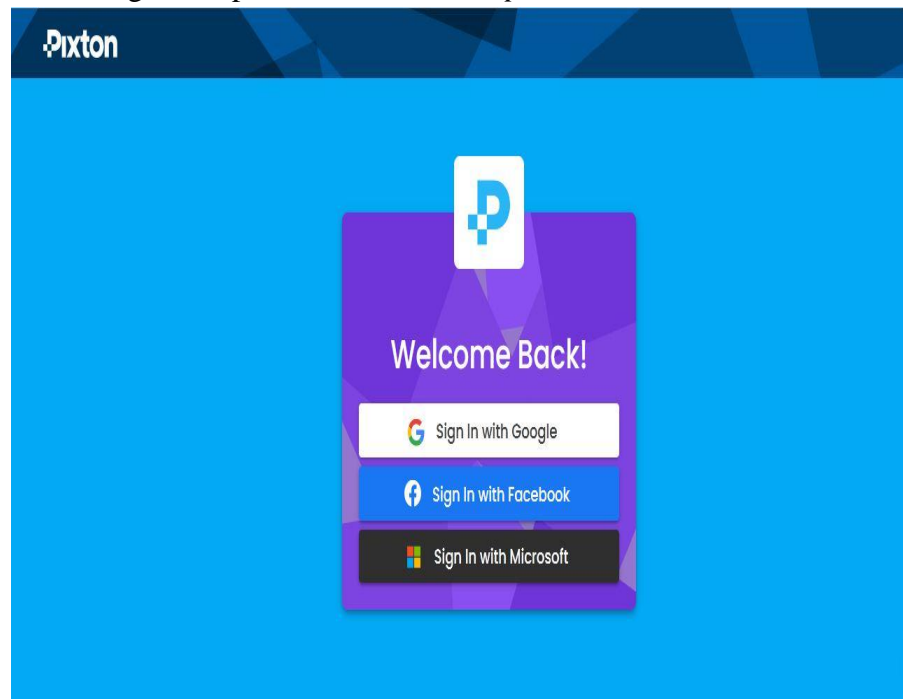 Pixton
Welcome Back!
Sign In with Google
Sign In with Facebook
Sign In with Microsoft